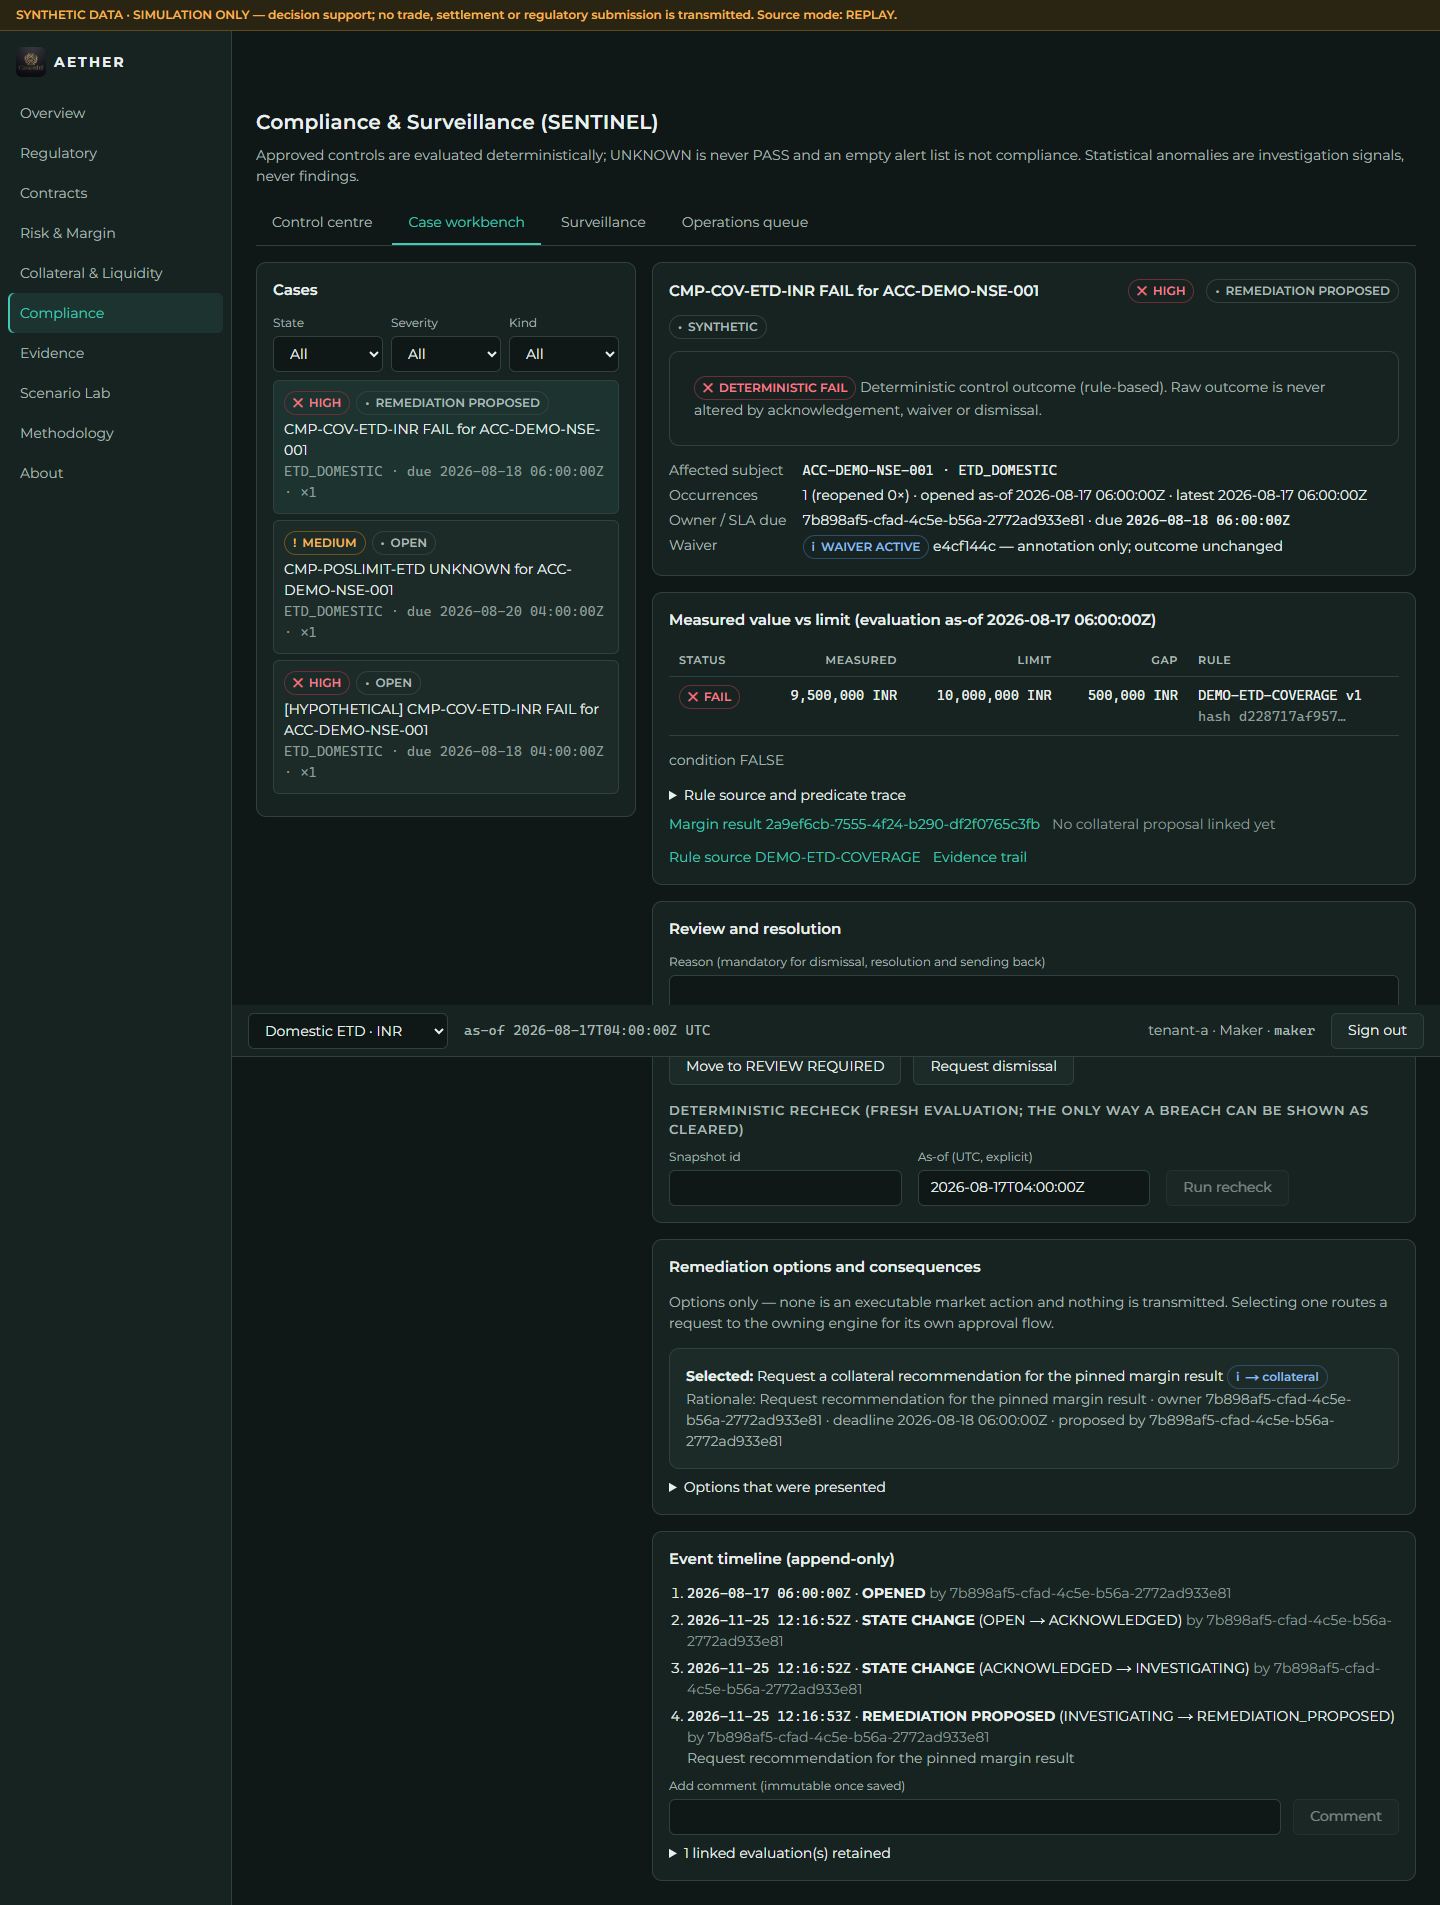 SYNTHETIC DATA · SIMULATION ONLY — decision support; no trade, settlement or regulatory submission is transmitted. Source mode: REPLAY.
AETHER
Overview
Regulatory
Contracts
Risk & Margin
Collateral & Liquidity
Compliance
Evidence
Scenario Lab
Methodology
About
Compliance & Surveillance (SENTINEL)
Approved controls are evaluated deterministically; UNKNOWN is never PASS and an empty alert list is not compliance. Statistical anomalies are investigation signals,
never findings.
Control centre
Case workbench
Surveillance
Operations queue
Cases
State
Severity
Kind
All
All
All
✕ HIGH • REMEDIATION PROPOSED
CMP-COV-ETD-INR FAIL for ACC-DEMO-NSE-
001
ETD_DOMESTIC · due 2026-08-18 06:00:00Z
· ×1
! MEDIUM • OPEN
CMP-POSLIMIT-ETD UNKNOWN for ACC-
DEMO-NSE-001
ETD_DOMESTIC · due 2026-08-20 04:00:00Z
· ×1
✕ HIGH • OPEN
[HYPOTHETICAL] CMP-COV-ETD-INR FAIL for
ACC-DEMO-NSE-001
ETD_DOMESTIC · due 2026-08-18 04:00:00Z
· ×1
CMP-COV-ETD-INR FAIL for ACC-DEMO-NSE-001
✕ HIGH • REMEDIATION PROPOSED
• SYNTHETIC
✕ DETERMINISTIC FAIL Deterministic control outcome (rule-based). Raw outcome is never
altered by acknowledgement, waiver or dismissal.
Affected subject ACC-DEMO-NSE-001 · ETD_DOMESTIC
Occurrences 1 (reopened 0×) · opened as-of 2026-08-17 06:00:00Z · latest 2026-08-17 06:00:00Z
Owner / SLA due 7b898af5-cfad-4c5e-b56a-2772ad933e81 · due 2026-08-18 06:00:00Z
Waiver i WAIVER ACTIVE e4cf144c — annotation only; outcome unchanged
Measured value vs limit (evaluation as-of 2026-08-17 06:00:00Z)
STATUS MEASURED LIMIT GAP RULE
✕ FAIL 9,500,000 INR 10,000,000 INR 500,000 INR DEMO-ETD-COVERAGE v1
hash d228717af957…
condition FALSE
▶ Rule source and predicate trace
Margin result 2a9ef6cb-7555-4f24-b290-df2f0765c3fb No collateral proposal linked yet
Rule source DEMO-ETD-COVERAGE Evidence trail
Review and resolution
Reason (mandatory for dismissal, resolution and sending back)
Domestic ETD · INR
as-of 2026-08-17T04:00:00Z UTC
tenant-a · Maker · maker
Sign out
Move to REVIEW REQUIRED
Request dismissal
DETERMINISTIC RECHECK (FRESH EVALUATION; THE ONLY WAY A BREACH CAN BE SHOWN AS
CLEARED)
Snapshot id
As-of (UTC, explicit)
2026-08-17T04:00:00Z
Run recheck
Remediation options and consequences
Options only — none is an executable market action and nothing is transmitted. Selecting one routes a
request to the owning engine for its own approval flow.
Selected: Request a collateral recommendation for the pinned margin result i → collateral
Rationale: Request recommendation for the pinned margin result · owner 7b898af5-cfad-4c5e-
b56a-2772ad933e81 · deadline 2026-08-18 06:00:00Z · proposed by 7b898af5-cfad-4c5e-b56a-
2772ad933e81
▶ Options that were presented
Event timeline (append-only)
1. 2026-08-17 06:00:00Z · OPENED by 7b898af5-cfad-4c5e-b56a-2772ad933e81
2. 2026-11-25 12:16:52Z · STATE CHANGE (OPEN → ACKNOWLEDGED) by 7b898af5-cfad-4c5e-b56a-
2772ad933e81
3. 2026-11-25 12:16:52Z · STATE CHANGE (ACKNOWLEDGED → INVESTIGATING) by 7b898af5-cfad-
4c5e-b56a-2772ad933e81
4. 2026-11-25 12:16:53Z · REMEDIATION PROPOSED (INVESTIGATING → REMEDIATION_PROPOSED)
by 7b898af5-cfad-4c5e-b56a-2772ad933e81
Request recommendation for the pinned margin result
Add comment (immutable once saved)
Comment
▶ 1 linked evaluation(s) retained